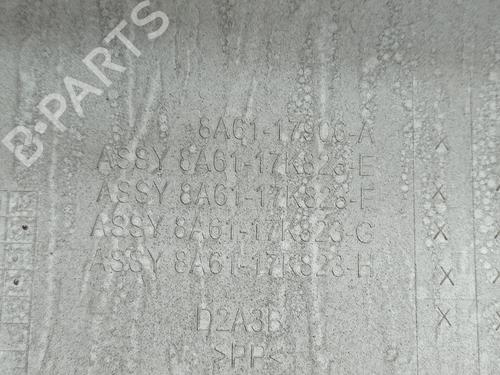 B-PARTS
8A61-17906-A
ASSY 8A61-17K823-E
ASSY 8A61-17K823-F
ASSY 8A61-17K823-G
ASSY 8A61-17K823-H
D2A3B
>PP<